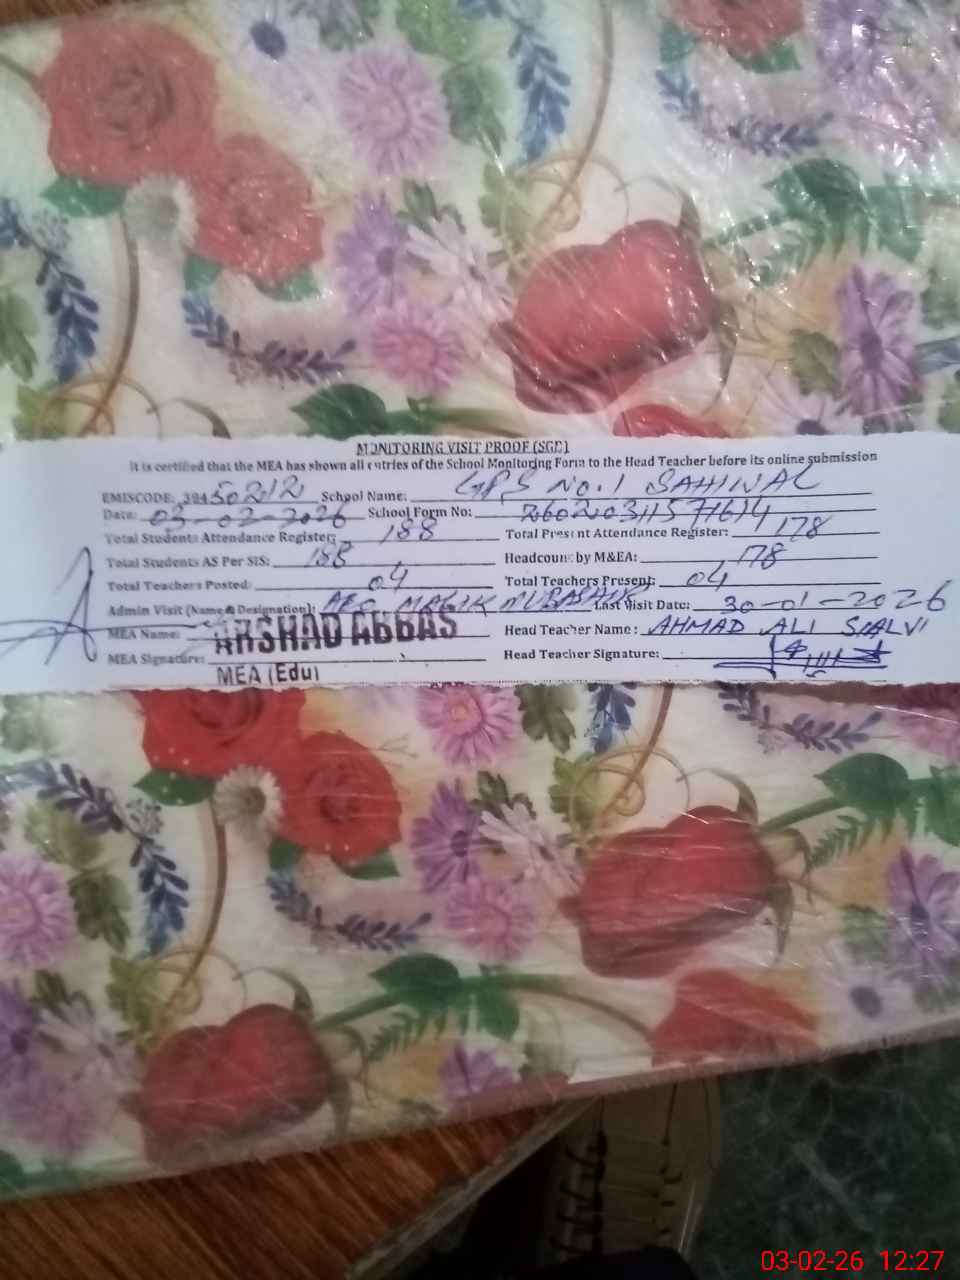 MONITORING VISIT PROOF (SGD)
It is certified that the MEA has shown all entries of the School Monitoring Form to the Head Teacher before its online submission
EMISCODE: 38450212 School Name: GPS NO.1 SAHIWAL
Date: 03-02-2026 School Form No:
Total Students Attendance Register: 188 Total Present Attendance Register: 178
Total Students AS Per SIS: 188 Headcount by M&EA: 178
Total Teachers Posted: 04 Total Teachers Present: 04
Admin Visit (Name & Designation): AEO MALIK MUBASHIR Last Visit Date: 30-01-2026
MEA Name: ARSHAD ABBAS Head Teacher Name: AHMAD ALI SIALVI
MEA Signature: Head Teacher Signature:
MEA (Edu)
03-02-26 12:27